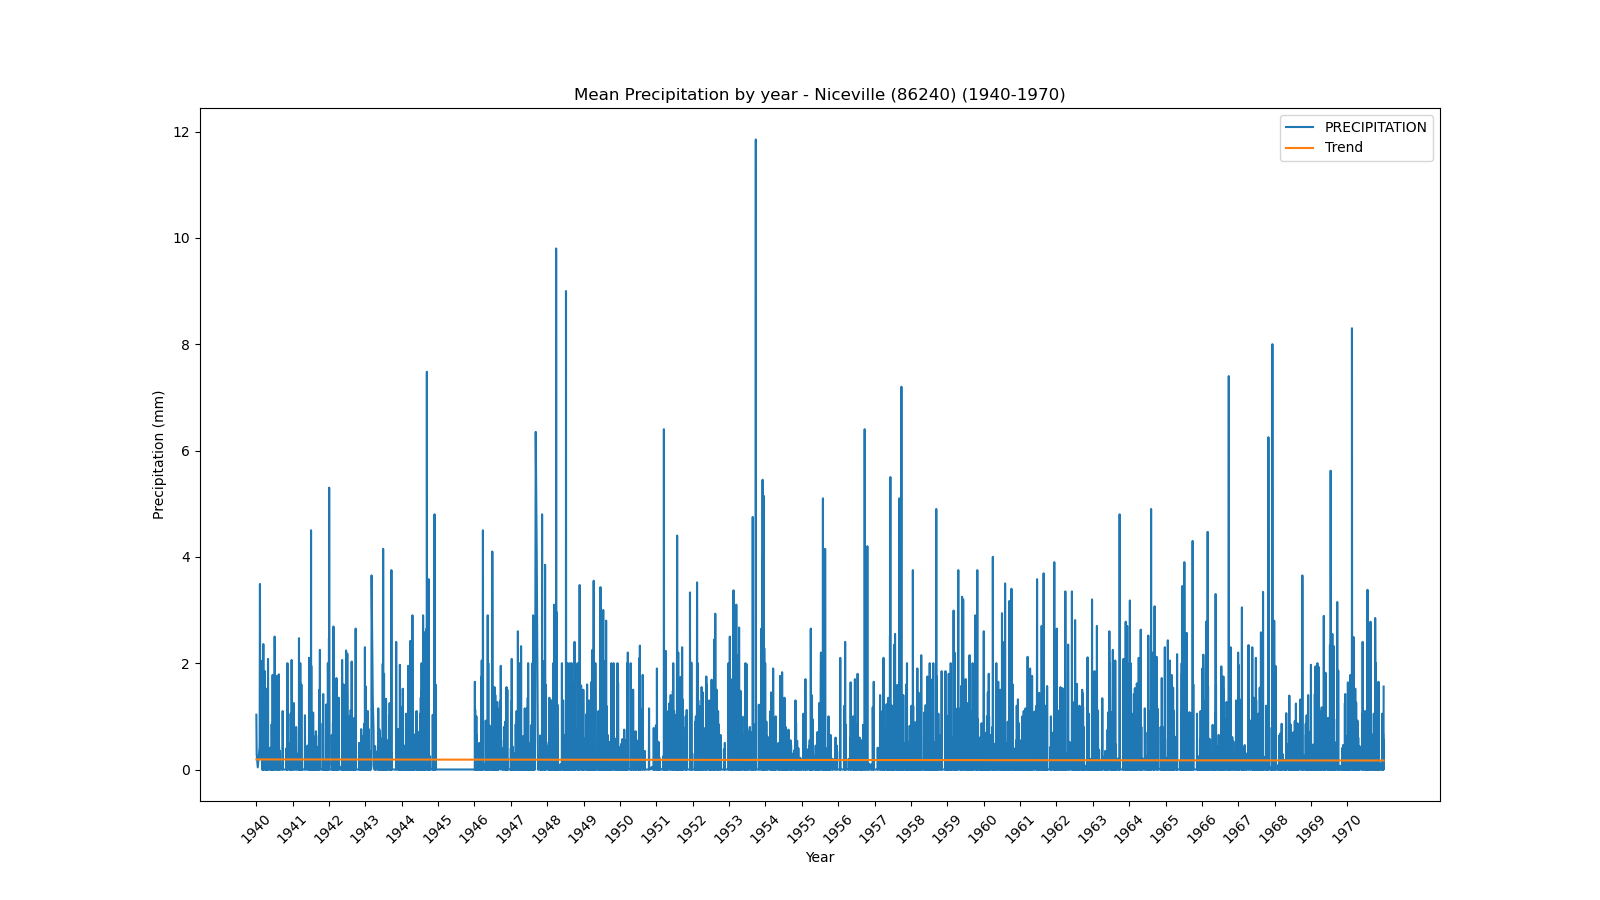 Mean Precipitation by year - Niceville (86240) (1940-1970)
PRECIPITATION
Trend
12
10
8
6
4
2
0
Precipitation (mm)
1940 1941 1942 1943 1944 1945 1946 1947 1948 1949 1950 1951 1952 1953 1954 1955 1956 1957 1958 1959 1960 1961 1962 1963 1964 1965 1966 1967 1968 1969 1970
Year